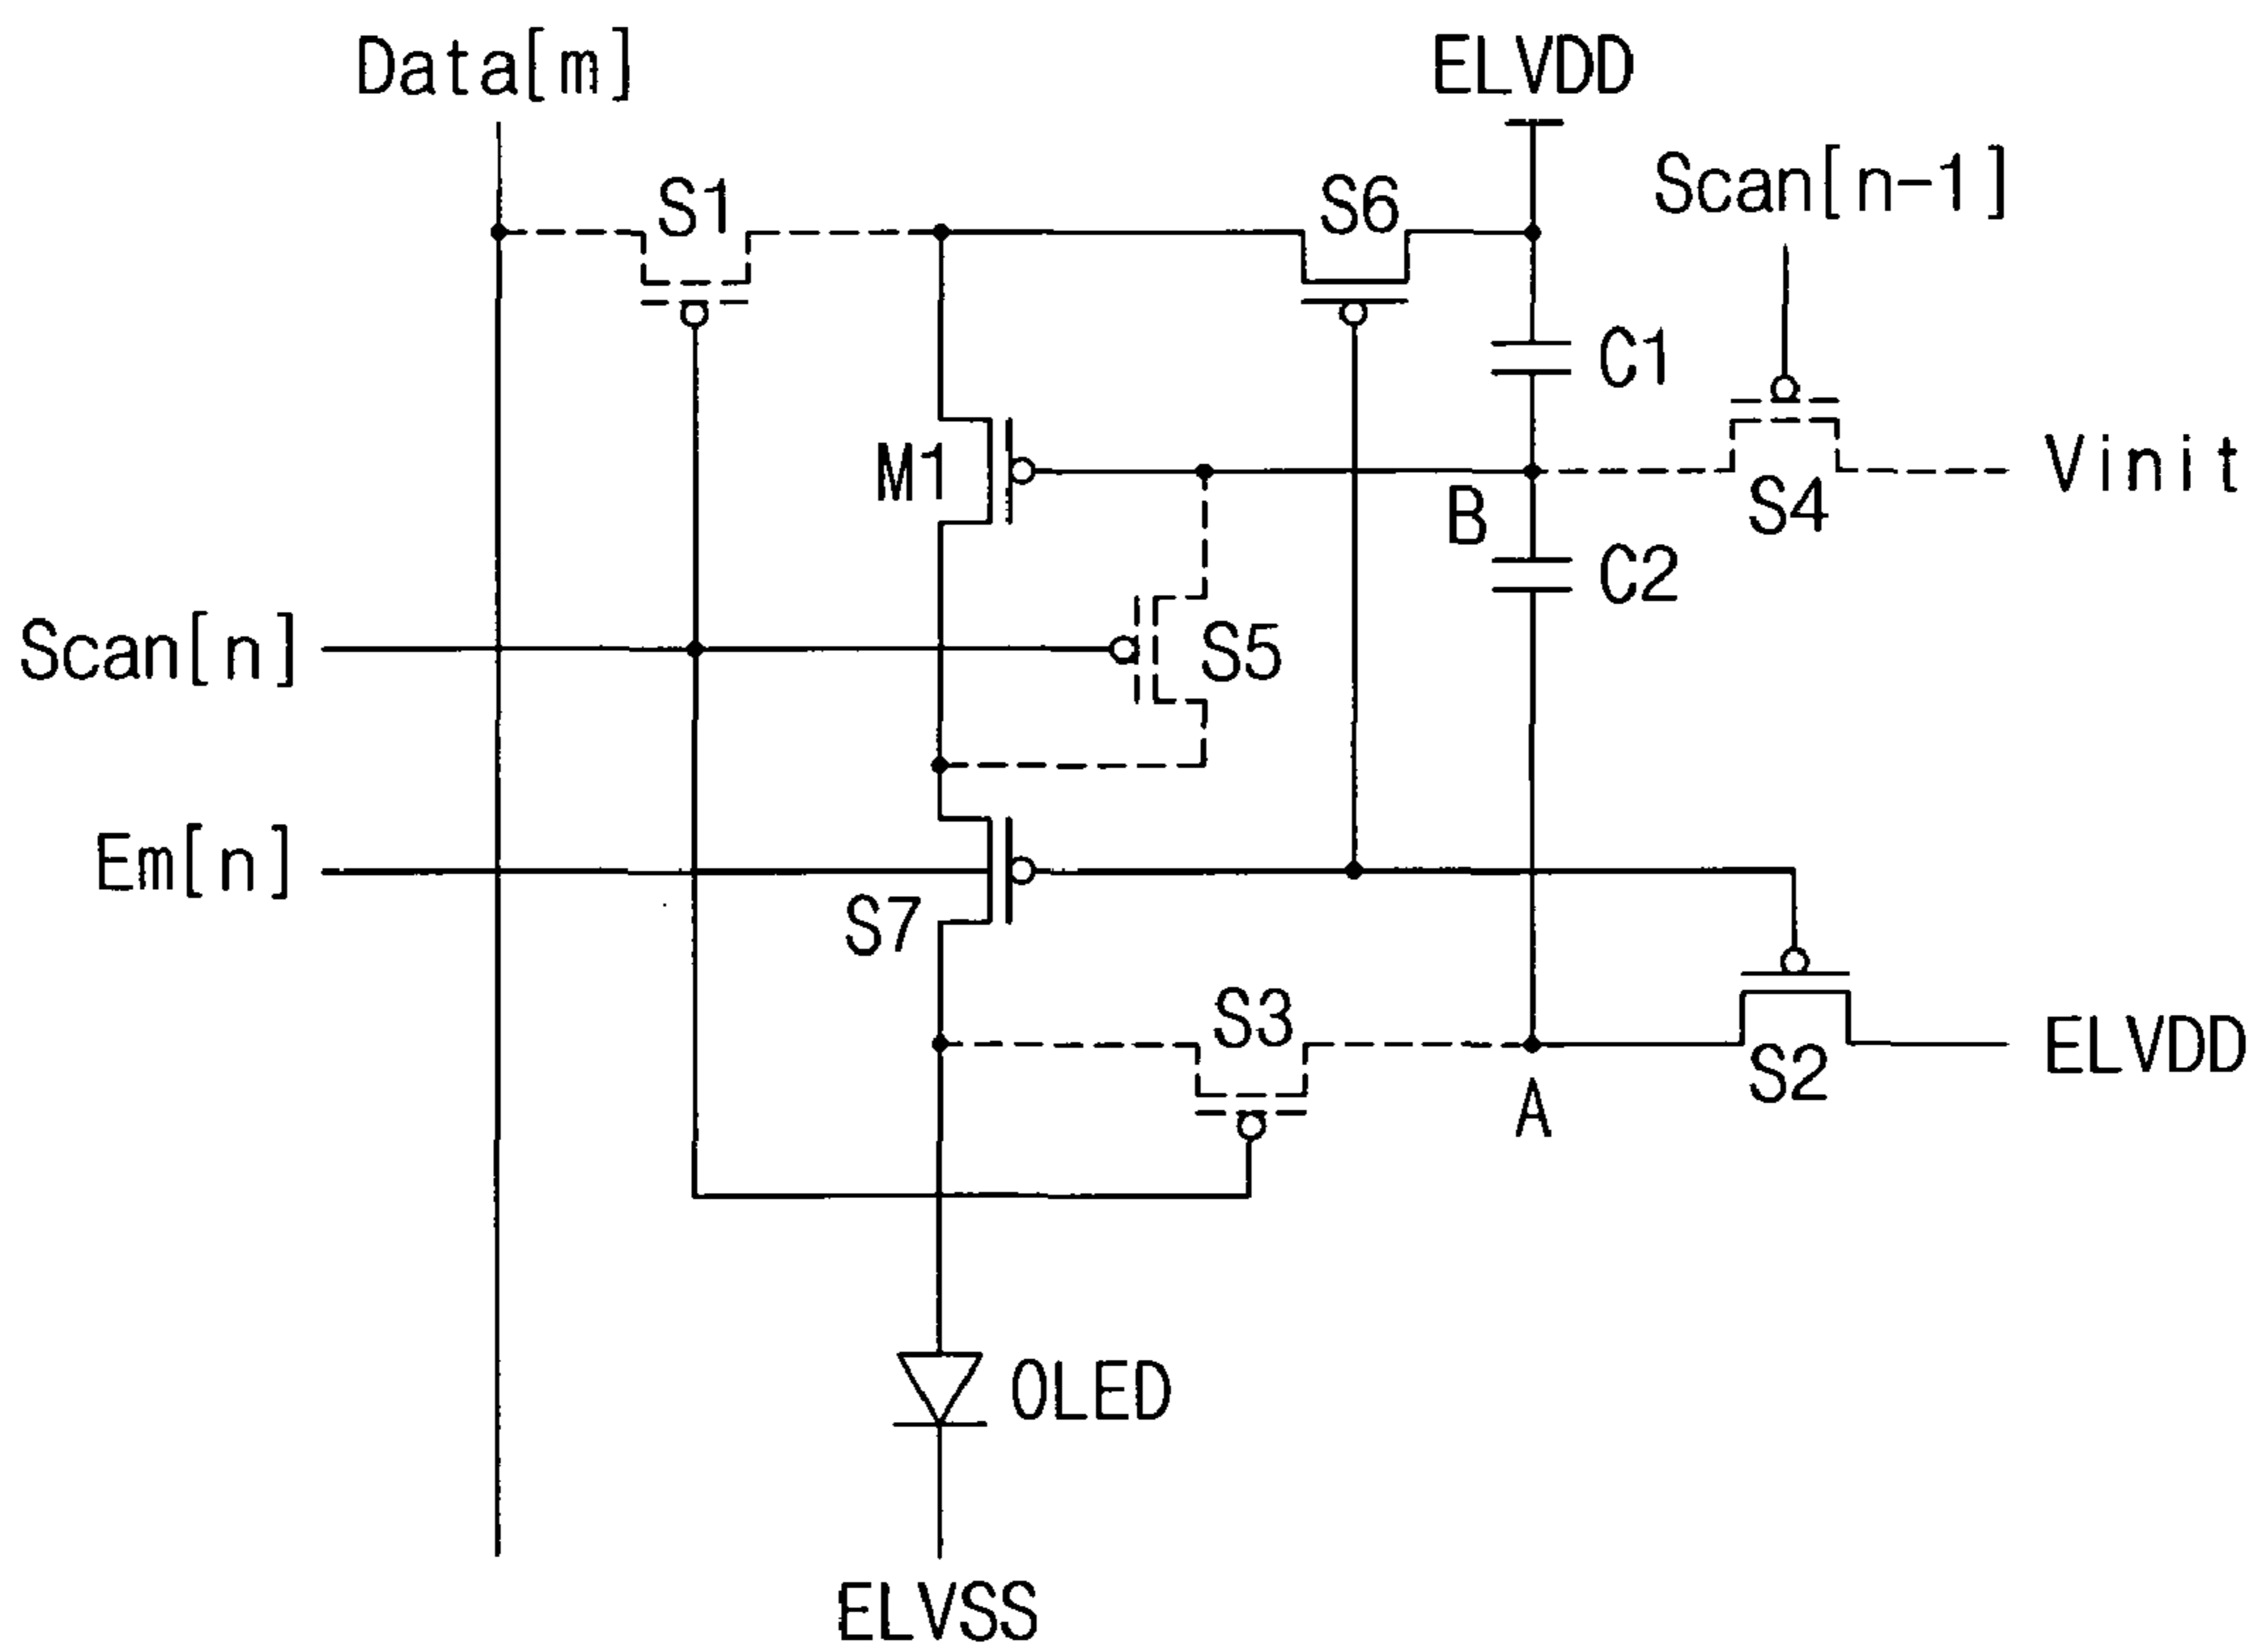 Data[m]
ELVDD
Scan[n-1]
S1
S6
C1
M1
B
S4
Vinit
C2
Scan[n]
S5
Em[n]
S7
S3
S2
ELVDD
A
OLED
ELVSS